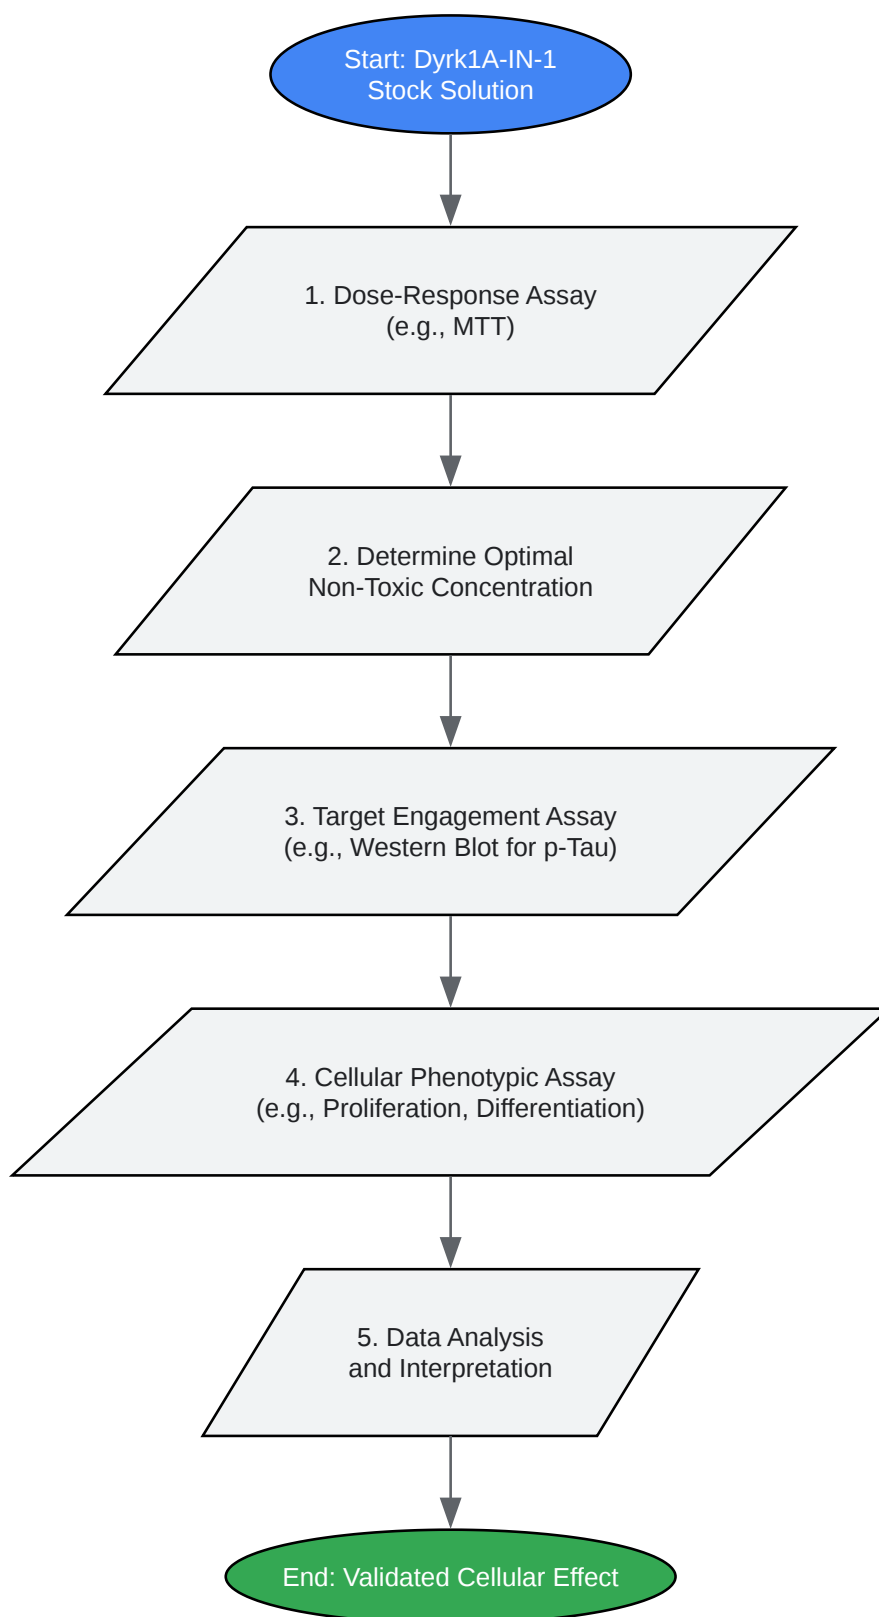 Start: Dyrk1A-IN-1
Stock Solution
1. Dose-Response Assay
(e.g., MTT)
2. Determine Optimal
Non-Toxic Concentration
3. Target Engagement Assay
(e.g., Western Blot for p-Tau)
4. Cellular Phenotypic Assay
(e.g., Proliferation, Differentiation)
5. Data Analysis
and Interpretation
End: Validated Cellular Effect